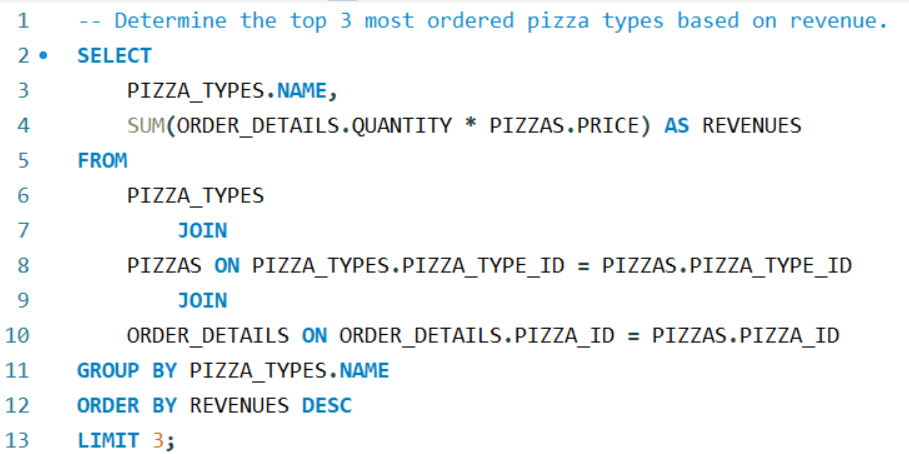 1 -- Determine the top 3 most ordered pizza types based on revenue.
2 SELECT
3 PIZZA_TYPES.NAME,
4 SUM(ORDER_DETAILS.QUANTITY * PIZZAS.PRICE) AS REVENUES
5 FROM
6 PIZZA_TYPES
7 JOIN
8 PIZZAS ON PIZZA_TYPES.PIZZA_TYPE_ID = PIZZAS.PIZZA_TYPE_ID
9 JOIN
10 ORDER_DETAILS ON ORDER_DETAILS.PIZZA_ID = PIZZAS.PIZZA_ID
11 GROUP BY PIZZA_TYPES.NAME
12 ORDER BY REVENUES DESC
13 LIMIT 3;